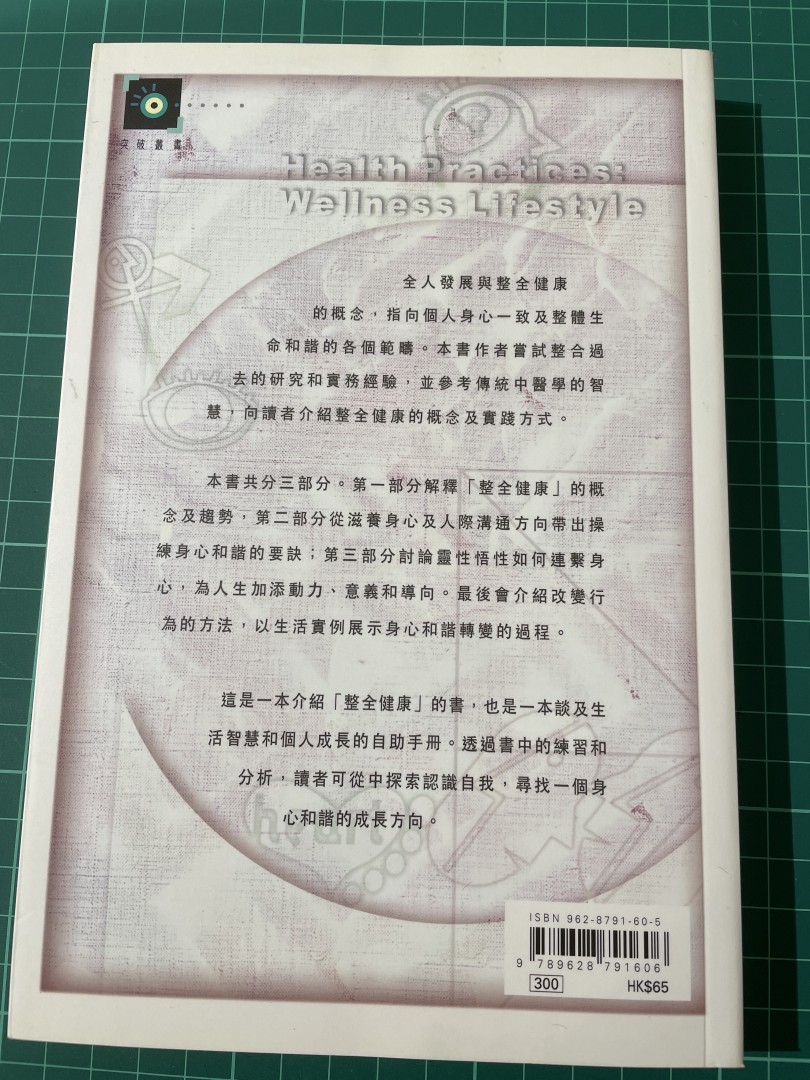 突破叢書
Health Practices:
Wellness Lifestyle
全人發展與整全健康
的概念，指向個人身心一致及整體生
命和諧的各個範疇。本書作者嘗試整合過
去的研究和實務經驗，並參考傳統中醫學的智
慧，向讀者介紹整全健康的概念及實踐方式。
本書共分三部分。第一部分解釋「整全健康」的概
念及趨勢，第二部分從滋養身心及人際溝通方向帶出操
練身心和諧的要訣；第三部分討論靈性悟性如何連繫身
心，為人生加添動力、意義和導向。最後會介紹改變行
為的方法，以生活實例展示身心和諧轉變的過程。
這是一本介紹「整全健康」的書，也是一本談及生
活智慧和個人成長的自助手冊。透過書中的練習和
分析，讀者可從中探索認識自我，尋找一個身
心和諧的成長方向。
heart
ISBN 962-8791-60-5
9 789628 791606
300 HK$65